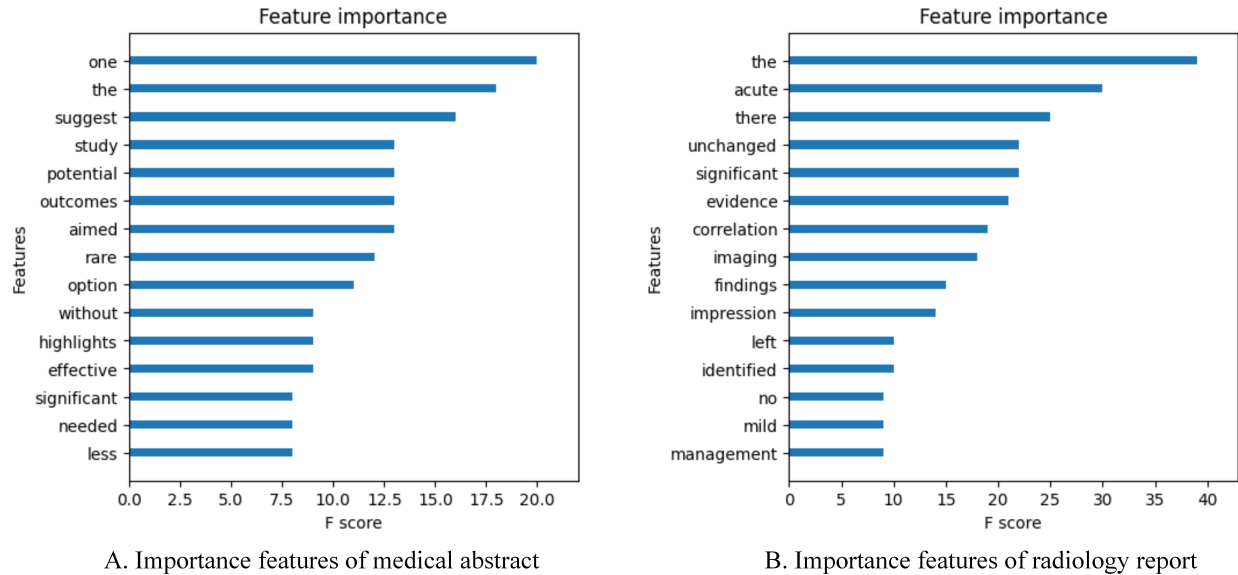 Feature importance
one
the
suggest
study
potential
outcomes
aimed
rare
option
without
highlights
effective
significant
needed
less
Features
0.0 2.5 5.0 7.5 10.0 12.5 15.0 17.5 20.0
F score
A. Importance features of medical abstract
Feature importance
the
acute
there
unchanged
significant
evidence
correlation
imaging
findings
impression
left
identified
no
mild
management
Features
0 5 10 15 20 25 30 35 40
F score
B. Importance features of radiology report